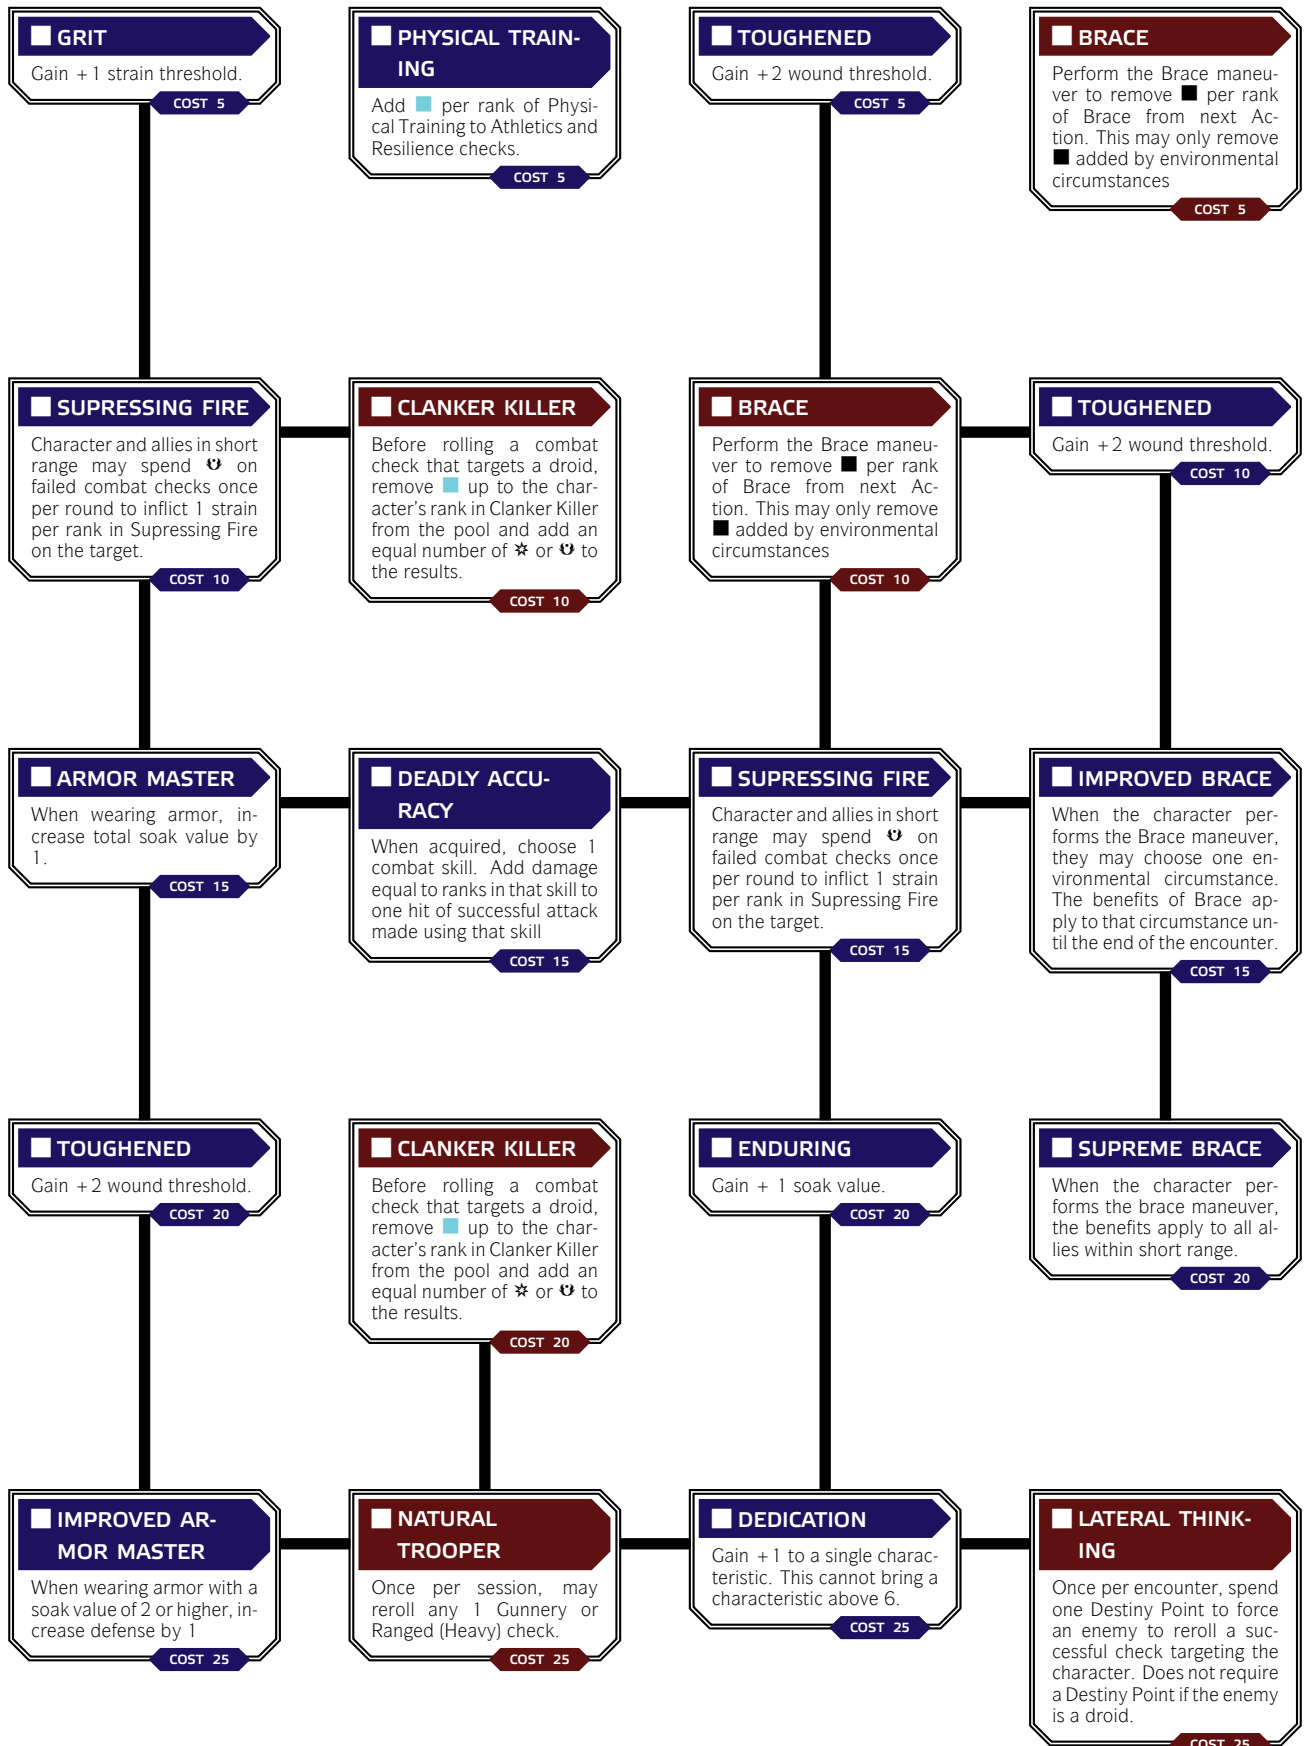 GRIT
Gain +1 strain threshold.
COST 5
PHYSICAL TRAIN-
ING
Add per rank of Physi-
cal Training to Athletics and
Resilience checks.
COST 5
TOUGHENED
Gain +2 wound threshold.
COST 5
BRACE
Perform the Brace maneu-
ver to remove ■ per rank
of Brace from next Ac-
tion. This may only remove
■ added by environmental
circumstances
COST 5
SUPRESSING FIRE
Character and allies in short
range may spend on
failed combat checks once
per round to inflict 1 strain
per rank in Supressing Fire
on the target.
COST 10
CLANKER KILLER
Before rolling a combat
check that targets a droid,
remove up to the char-
acter's rank in Clanker Killer
from the pool and add an
equal number of or to
the results.
COST 10
BRACE
Perform the Brace maneu-
ver to remove ■ per rank
of Brace from next Ac-
tion. This may only remove
■ added by environmental
circumstances
COST 10
TOUGHENED
Gain +2 wound threshold.
COST 10
ARMOR MASTER
When wearing armor, in-
crease total soak value by
1.
COST 15
DEADLY ACCU-
RACY
When acquired, choose 1
combat skill. Add damage
equal to ranks in that skill to
one hit of successful attack
made using that skill
COST 15
SUPRESSING FIRE
Character and allies in short
range may spend on
failed combat checks once
per round to inflict 1 strain
per rank in Supressing Fire
on the target.
COST 15
IMPROVED BRACE
When the character per-
forms the Brace maneuver,
they may choose one en-
vironmental circumstance.
The benefits of Brace ap-
ply to that circumstance un-
til the end of the encounter.
COST 15
TOUGHENED
Gain +2 wound threshold.
COST 20
CLANKER KILLER
Before rolling a combat
check that targets a droid,
remove up to the char-
acter's rank in Clanker Killer
from the pool and add an
equal number of or to
the results.
COST 20
ENDURING
Gain + 1 soak value.
COST 20
SUPREME BRACE
When the character per-
forms the brace maneuver,
the benefits apply to all al-
lies within short range.
COST 20
IMPROVED AR-
MOR MASTER
When wearing armor with a
soak value of 2 or higher, in-
crease defense by 1
COST 25
NATURAL
TROOPER
Once per session, may
reroll any 1 Gunnery or
Ranged (Heavy) check.
COST 25
DEDICATION
Gain +1 to a single charac-
teristic. This cannot bring a
characteristic above 6.
COST 25
LATERAL THINK-
ING
Once per encounter, spend
one Destiny Point to force
an enemy to reroll a suc-
cessful check targeting the
character. Does not require
a Destiny Point if the enemy
is a droid.
COST 25